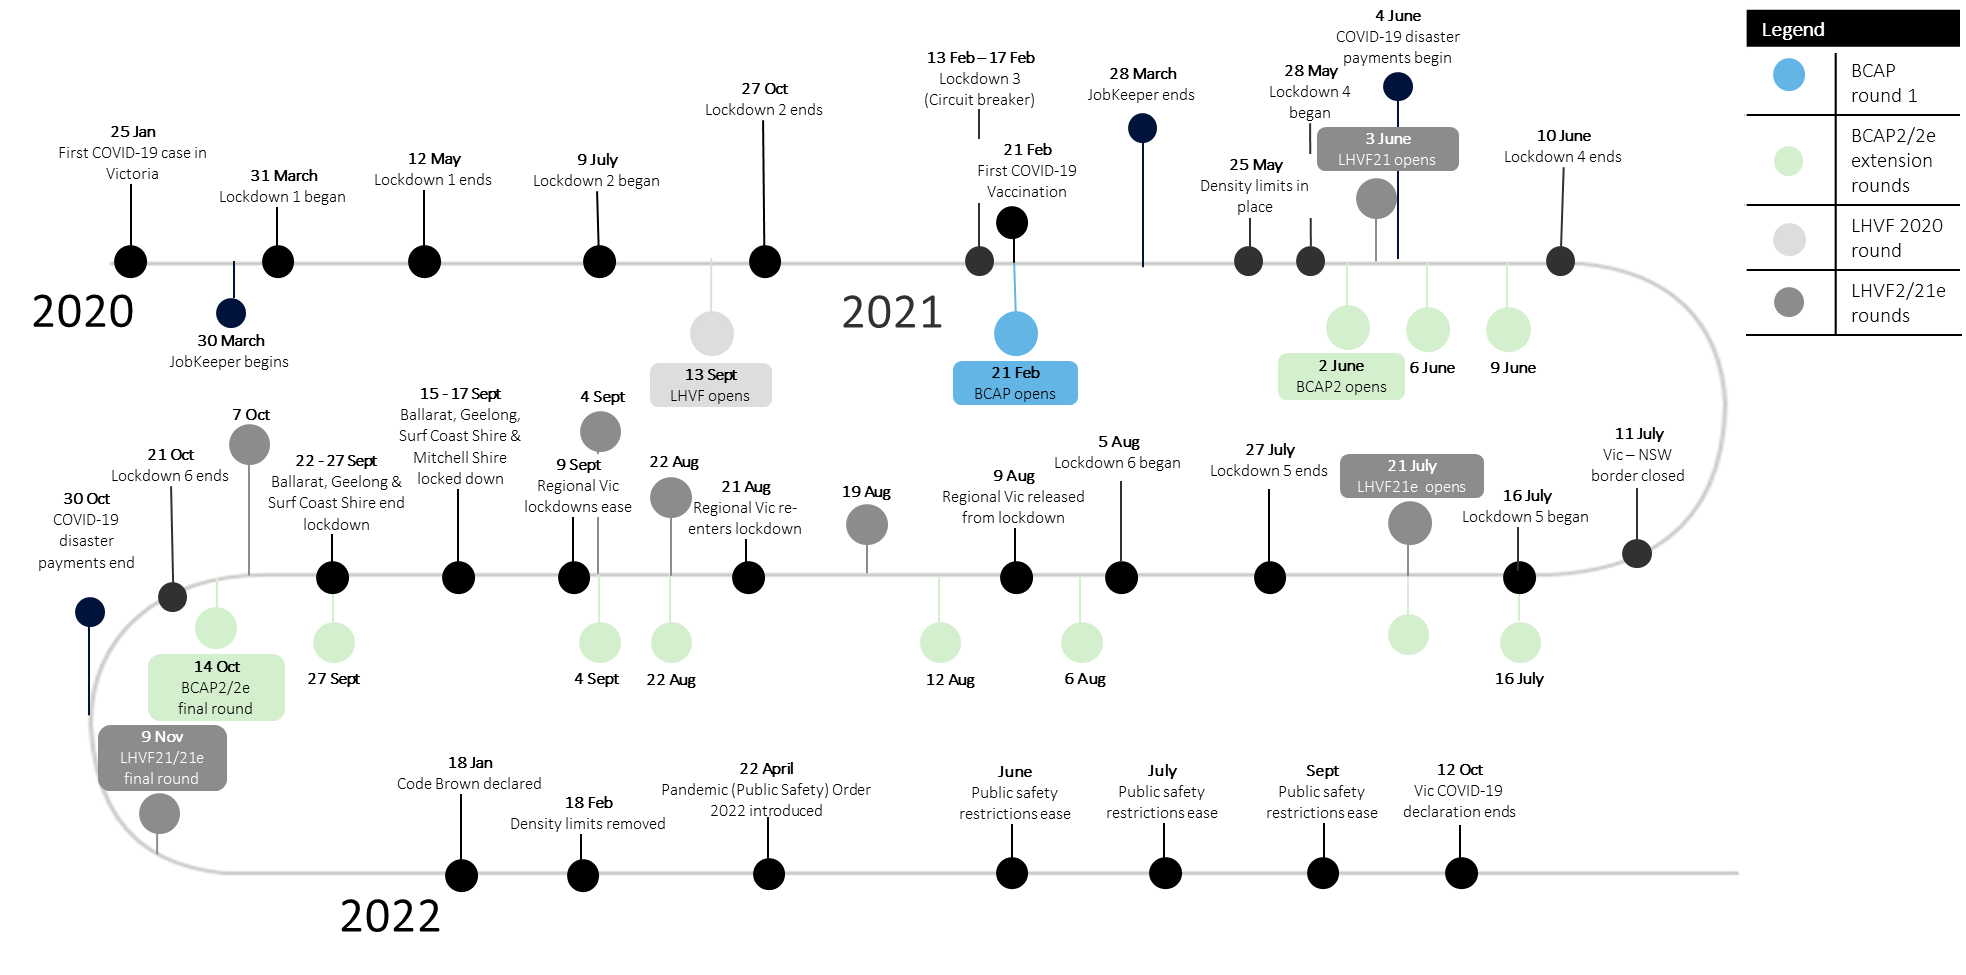 25 Jan
First COVID-19 case in
Victoria
31 March
Lockdown 1 began
12 May
Lockdown 1 ends
9 July
Lockdown 2 began
27 Oct
Lockdown 2 ends
13 Feb – 17 Feb
Lockdown 3
(Circuit breaker)
21 Feb
First COVID-19
Vaccination
28 March
JobKeeper ends
25 May
Density limits in
place
28 May
Lockdown 4
began
4 June
COVID-19 disaster
payments begin
3 June
LHVF21 opens
10 June
Lockdown 4 ends
Legend
BCAP
round 1
BCAP2/2e
extension
rounds
LHVF 2020
round
LHVF2/21e
rounds
2020
30 March
JobKeeper begins
13 Sept
LHVF opens
2021
21 Feb
BCAP opens
2 June
BCAP2 opens
6 June
9 June
11 July
Vic – NSW
border closed
16 July
Lockdown 5 began
21 July
LHVF21e opens
27 July
Lockdown 5 ends
5 Aug
Lockdown 6 began
9 Aug
Regional Vic released
from lockdown
19 Aug
21 Aug
Regional Vic re-
enters lockdown
22 Aug
4 Sept
9 Sept
Regional Vic
lockdowns ease
15 - 17 Sept
Ballarat, Geelong,
Surf Coast Shire &
Mitchell Shire
locked down
22 - 27 Sept
Ballarat, Geelong &
Surf Coast Shire end
lockdown
7 Oct
21 Oct
Lockdown 6 ends
30 Oct
COVID-19
disaster
payments end
16 July
6 Aug
12 Aug
22 Aug
4 Sept
27 Sept
14 Oct
BCAP2/2e
final round
9 Nov
LHVF21/21e
final round
2022
18 Jan
Code Brown declared
18 Feb
Density limits removed
22 April
Pandemic (Public Safety) Order
2022 introduced
June
Public safety
restrictions ease
July
Public safety
restrictions ease
Sept
Public safety
restrictions ease
12 Oct
Vic COVID-19
declaration ends